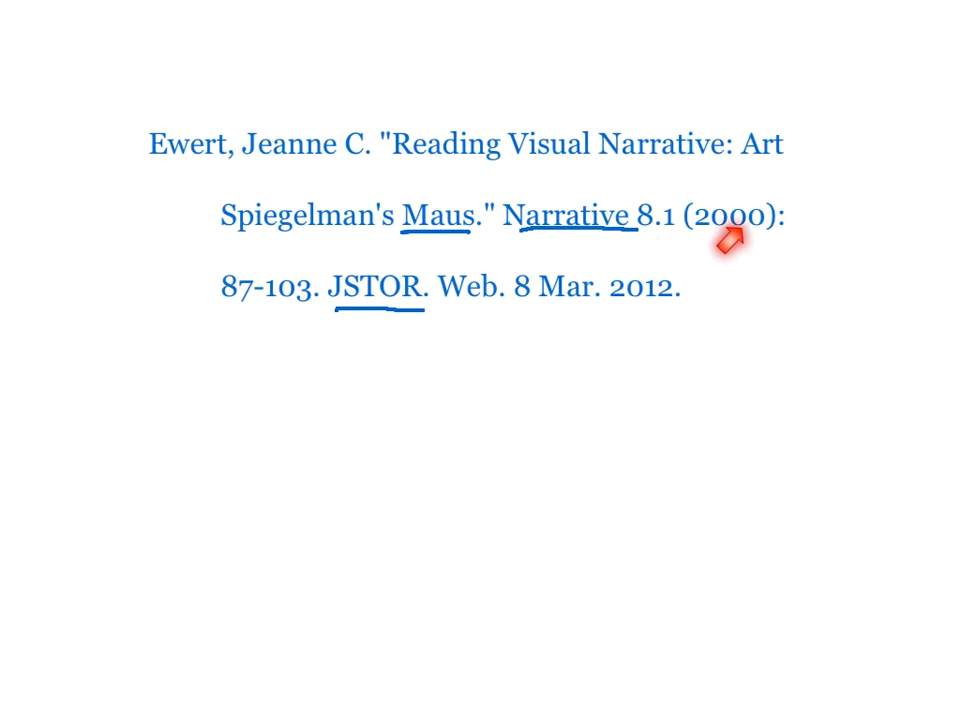 Ewert, Jeanne C. "Reading Visual Narrative: Art
Spiegelman's Maus." Narrative 8.1 (2000):
87-103. JSTOR. Web. 8 Mar. 2012.